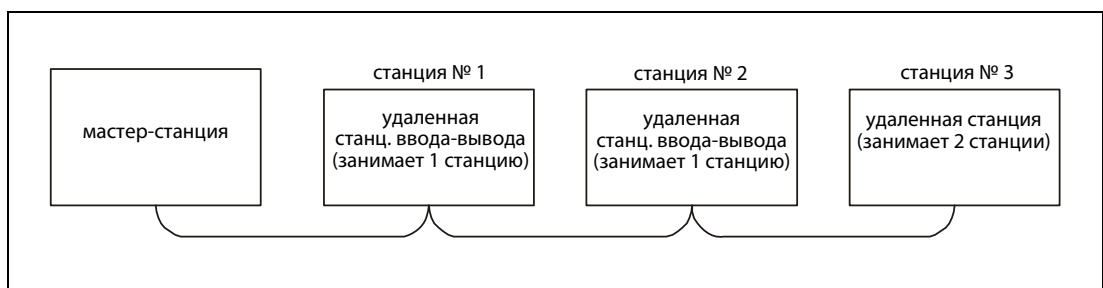 мастер-станция
станция № 1
удаленная
станц. ввода-вывода
(занимает 1 станцию)
станция № 2
удаленная
станц. ввода-вывода
(занимает 1 станцию)
станция № 3
удаленная станция
(занимает 2 станции)